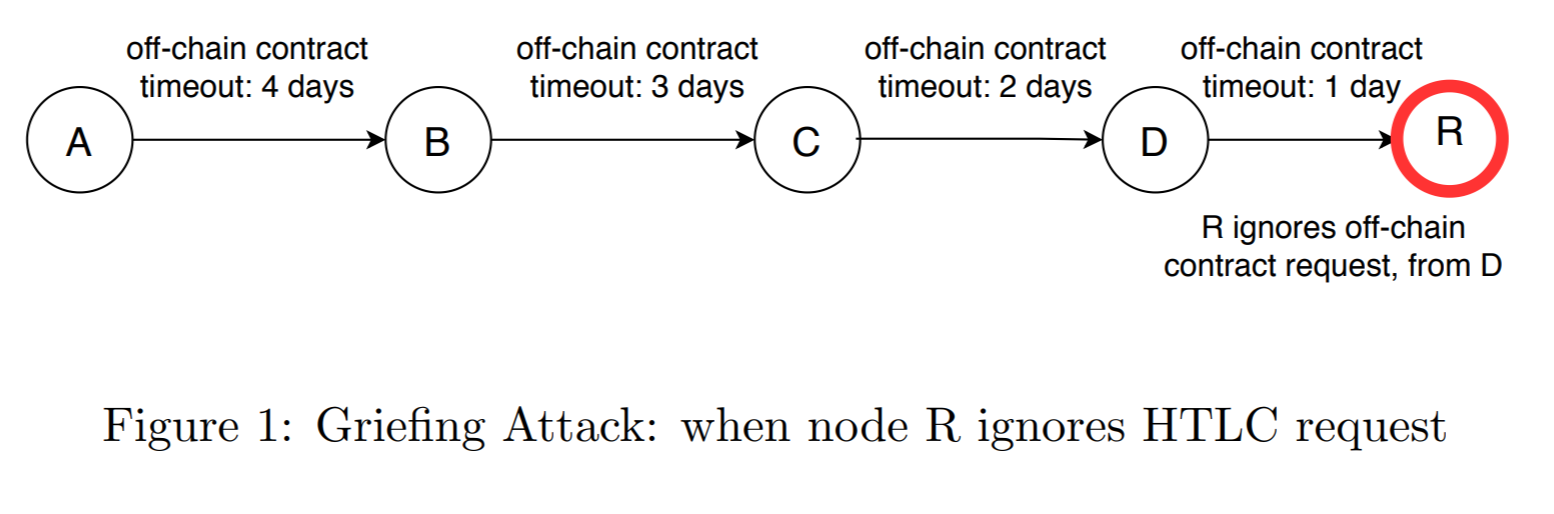 off-chain contract
timeout: 4 days
off-chain contract
timeout: 3 days
off-chain contract
timeout: 2 days
off-chain contract
timeout: 1 day
A
B
C
D
R
R ignores off-chain
contract request, from D
Figure 1: Griefing Attack: when node R ignores HTLC request